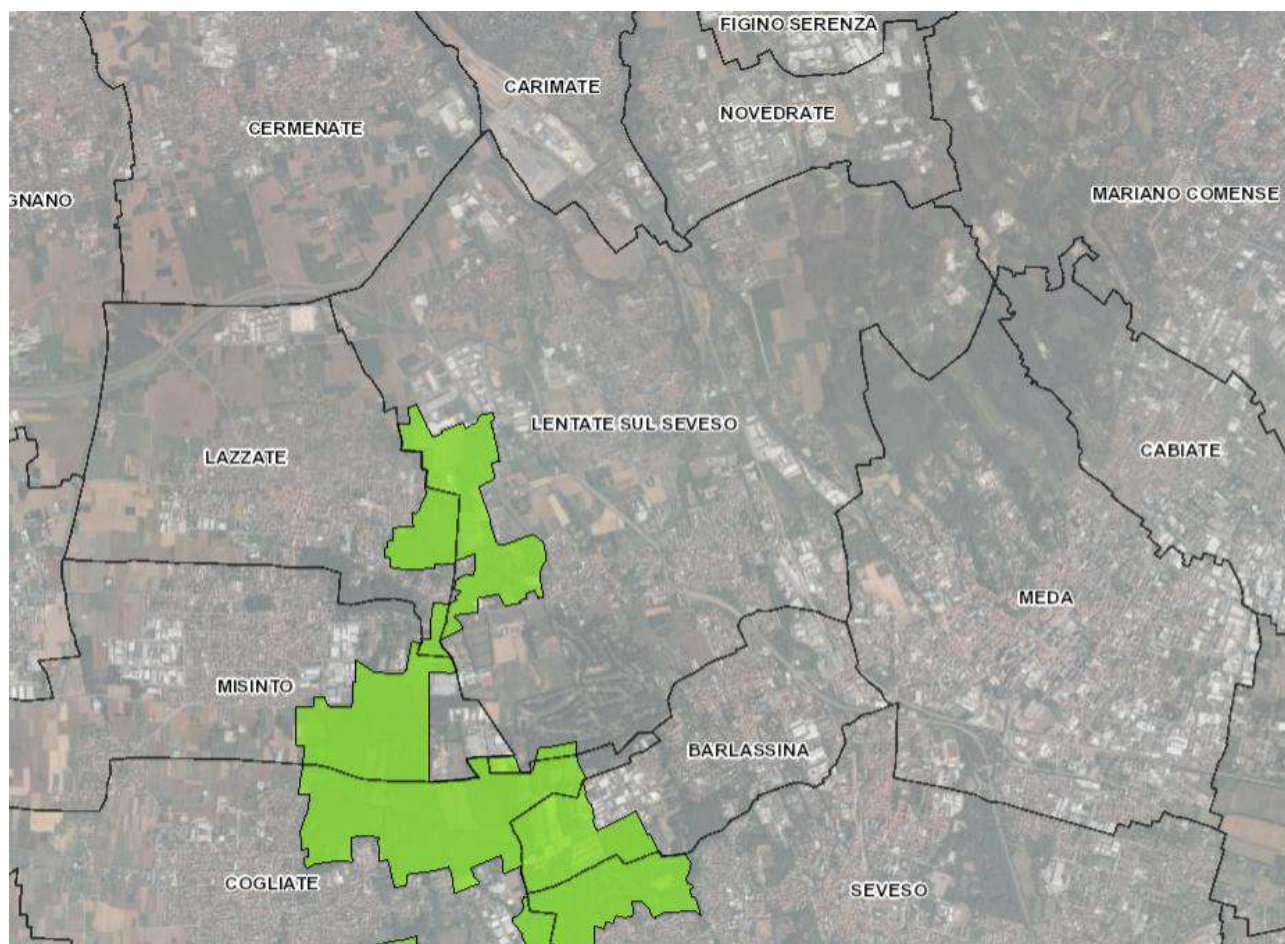 FIGINO SERENZA
CARIMATE
NOVEDRATE
CERMENATE
GNANO
MARIANO COMENSE
LENTATE SUL SEVESO
CABIATE
LAZZATE
MEDA
MISINTO
BARLASSINA
COGLIATE
SEVESO